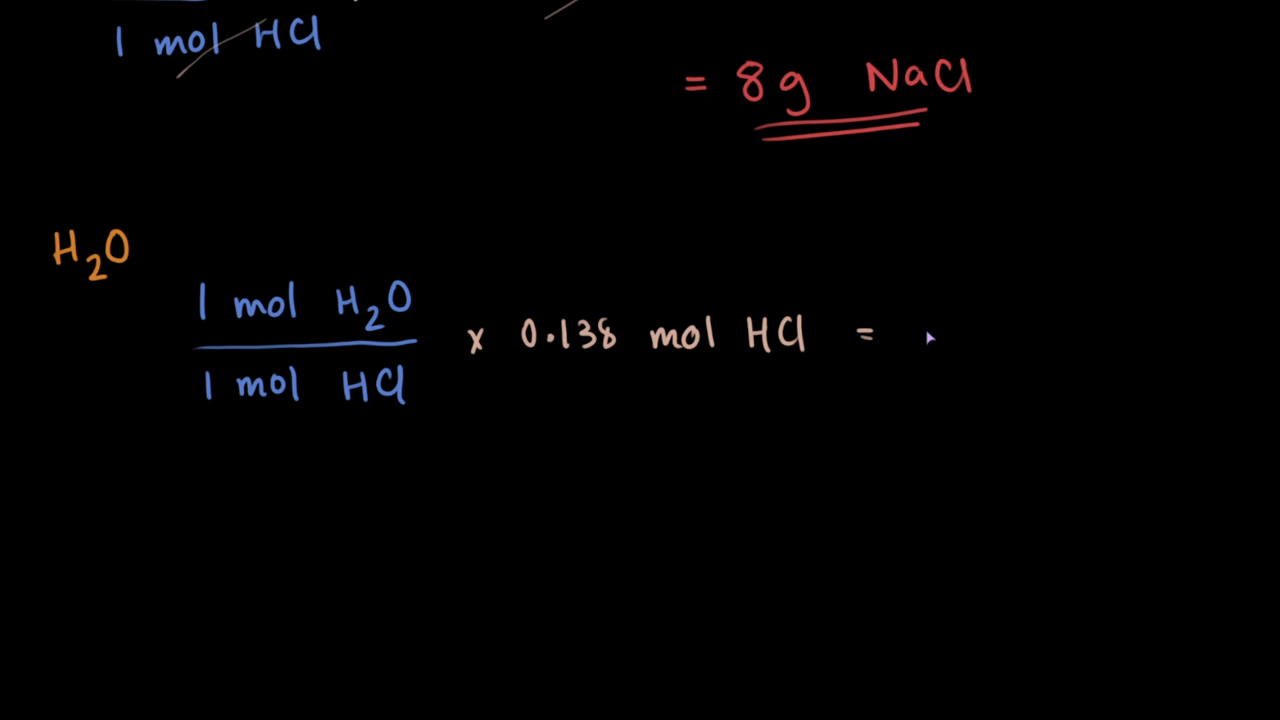 1 mol HCl
= 8g NaCl
H₂O
1 mol H₂O
1 mol HCl
x 0.138 mol HCl =